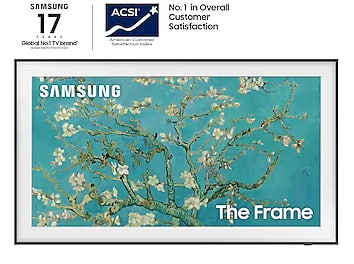 SAMSUNG
17
YEARS
Global No.1 TV brand*
ACSI
American Customer
Satisfaction Index
No. 1 in Overall
Customer
Satisfaction
SAMSUNG
The Frame